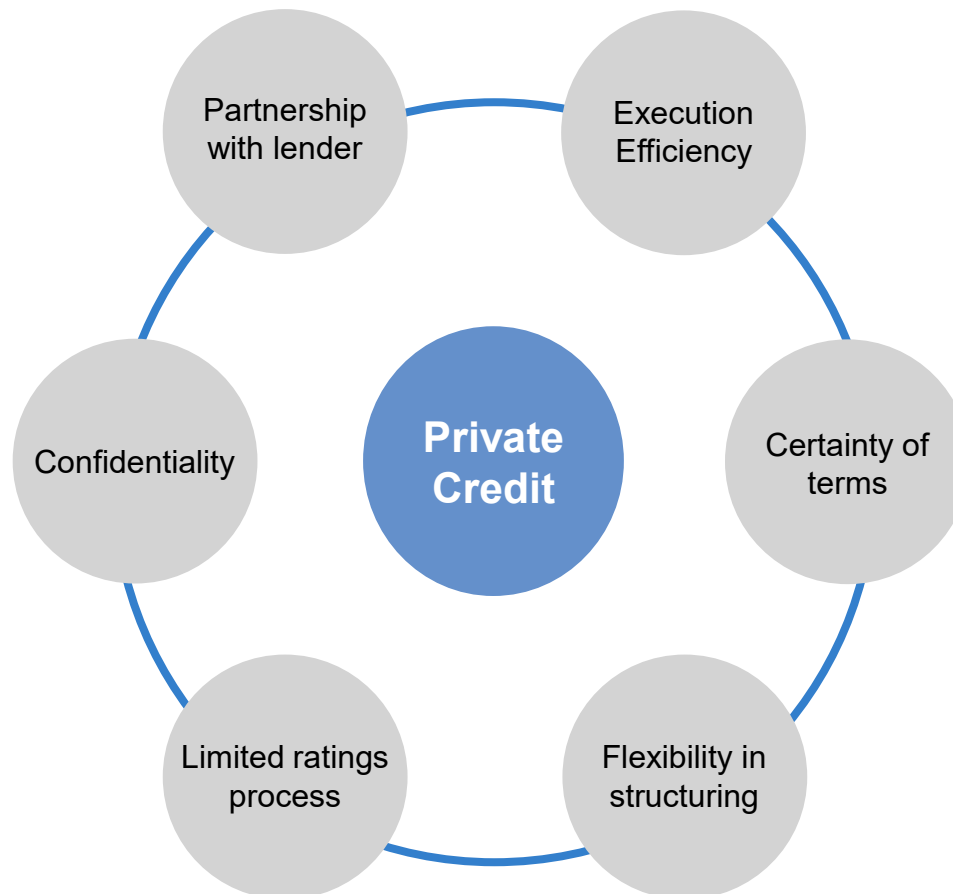 Partnership
with lender
Execution
Efficiency
Confidentiality
Private
Credit
Certainty of
terms
Limited ratings
process
Flexibility in
structuring